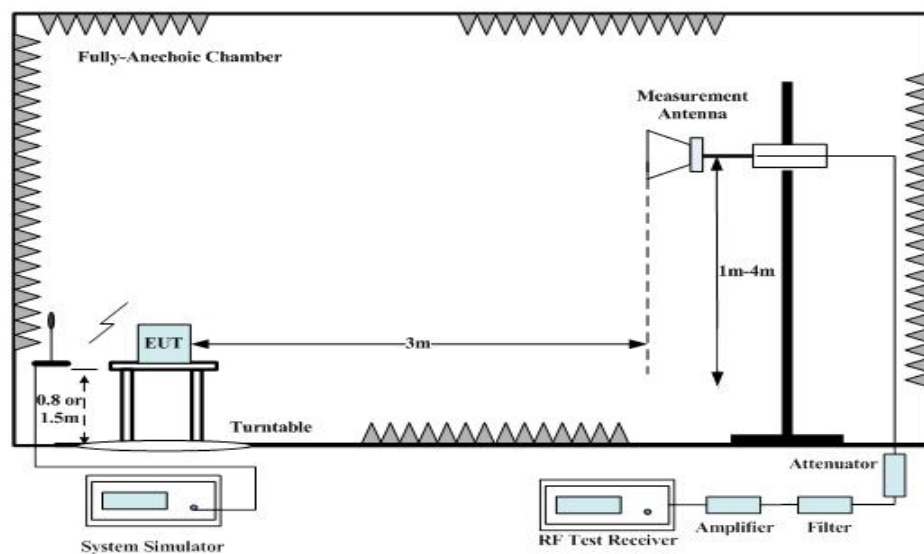 Fully-Anechoic Chamber
Measurement
Antenna
1m-4m
EUT
3m
0.8 or
1.5m
Turntable
Attenuator
System Simulator
RF Test Receiver
Amplifier
Filter